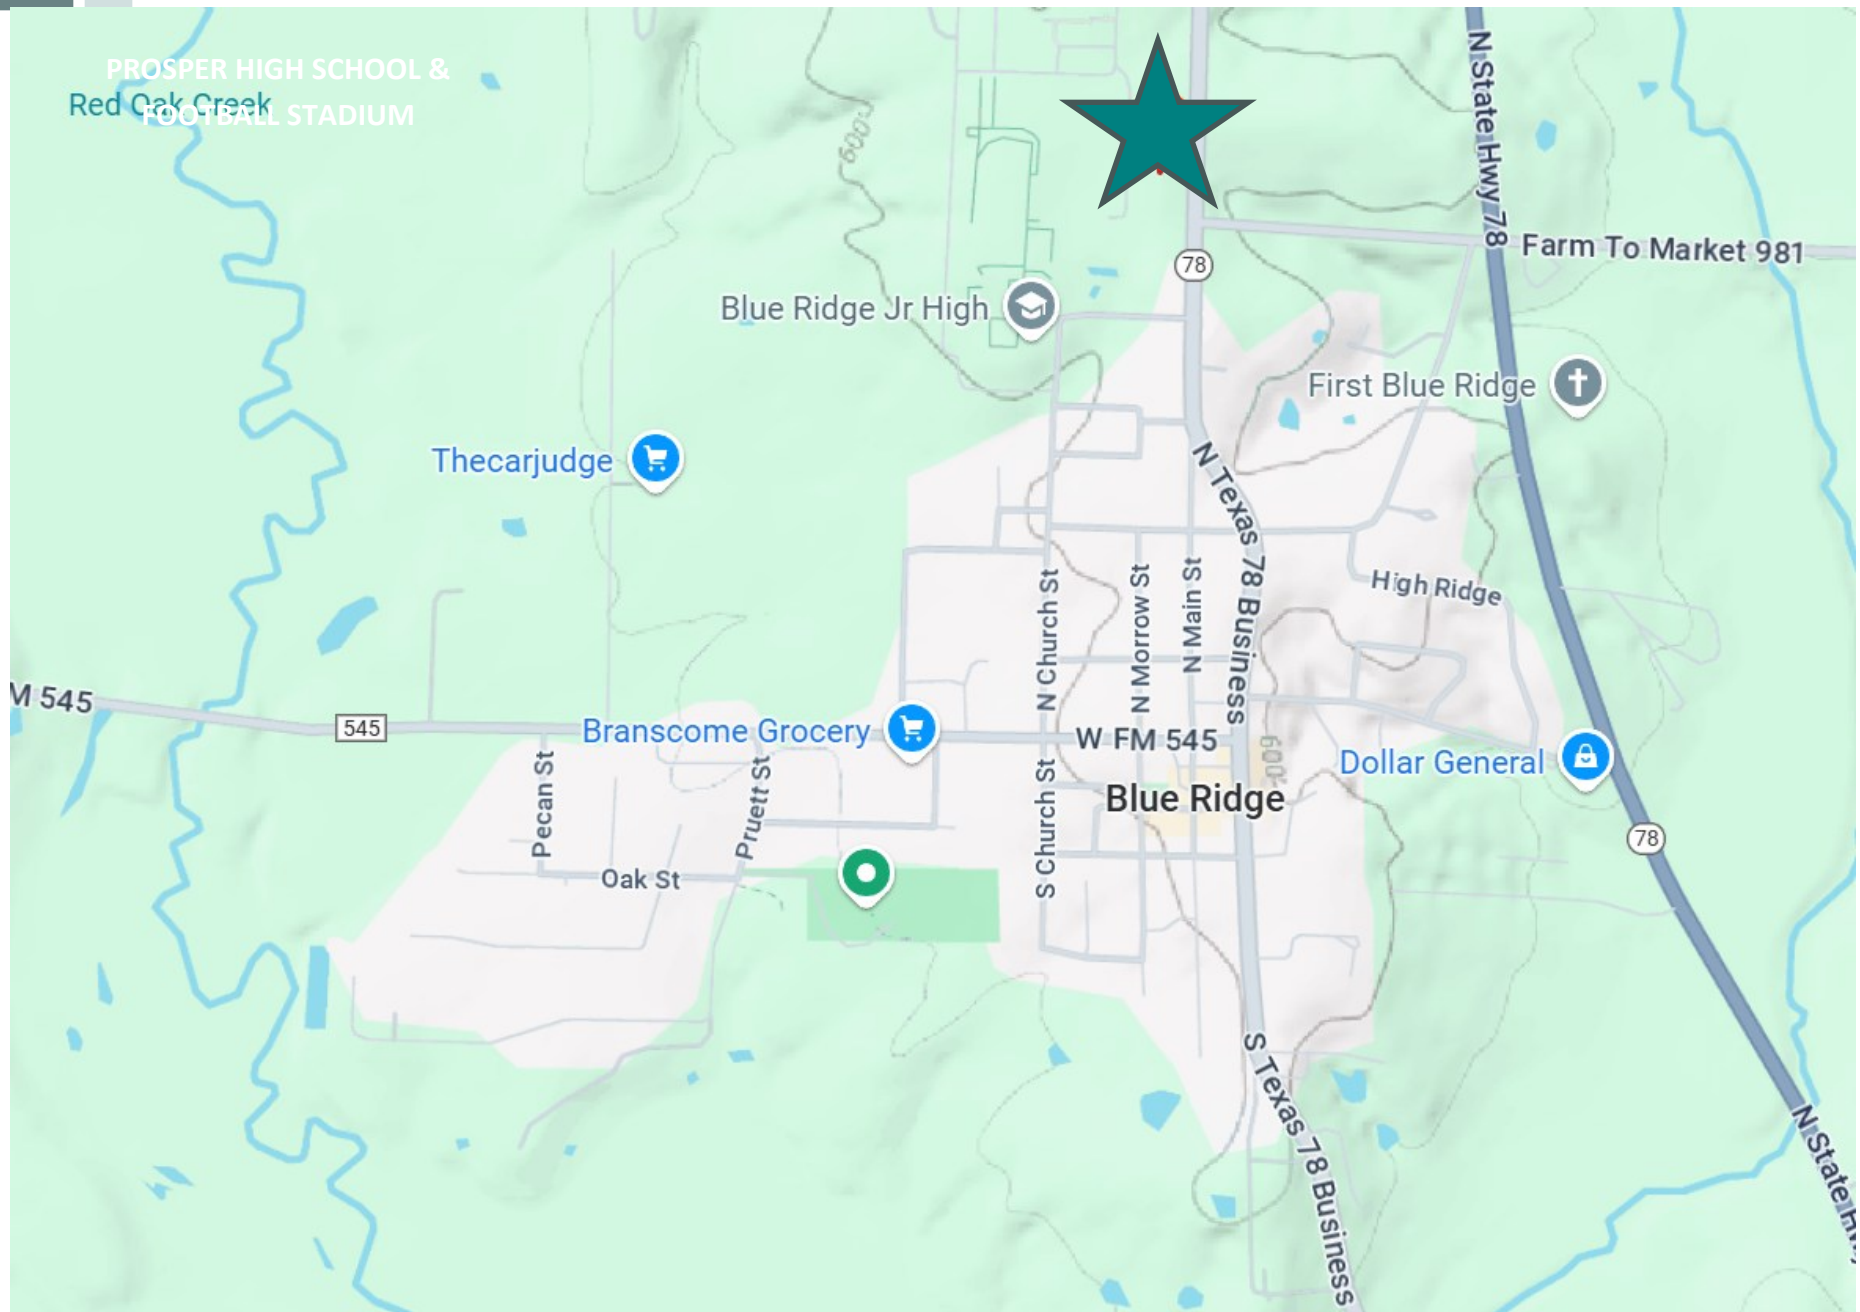 PROSPER HIGH SCHOOL &
Red Oak Creek
FOOTBALL STADIUM
600
N State Hwy 78
Farm To Market 981
78
Blue Ridge Jr High
First Blue Ridge
Thecarjudge
N Texas 78 Business
High Ridge
N Church St
N Morrow St
N Main St
M 545
545
Branscome Grocery
W FM 545
600
Dollar General
Pecan St
Pruett St
S Church St
Blue Ridge
78
Oak St
S Texas 78 Business
N State Hwy